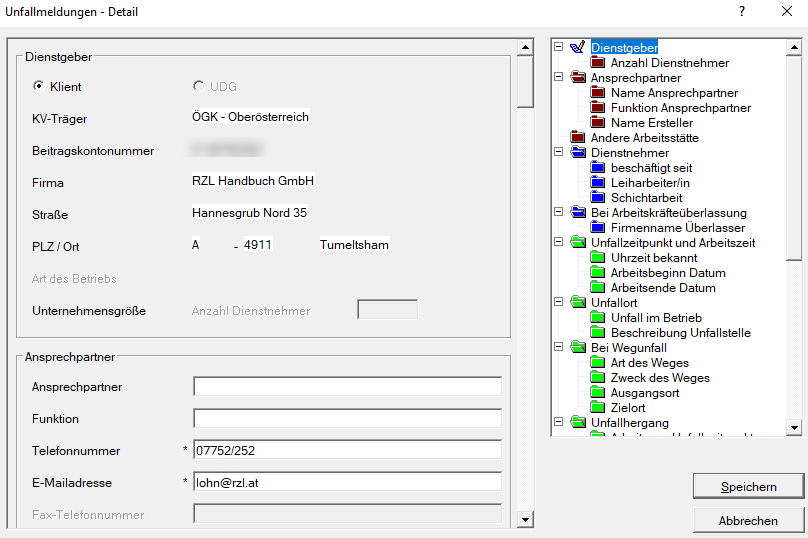 Unfallmeldungen - Detail
?
Dienstgeber
Klient
UDG
KV-Träger
ÖGK - Oberösterreich
Beitragskontonummer
Firma
RZL Handbuch GmbH
Straße
Hannesgrub Nord 35
PLZ / Ort
A - 4911 Tumeltsham
Art des Betriebs
Unternehmensgröße
Anzahl Dienstnehmer
Ansprechpartner
Ansprechpartner
Funktion
Telefonnummer * 07752/252
E-Mailadresse * lohn@rzl.at
Fax-Telefonnummer
Dienstgeber
Anzahl Dienstnehmer
Ansprechpartner
Name Ansprechpartner
Funktion Ansprechpartner
Name Ersteller
Andere Arbeitsstätte
Dienstnehmer
beschäftigt seit
Leiharbeiter/in
Schichtarbeit
Bei Arbeitskräfteüberlassung
Firmenname Überlasser
Unfallzeitpunkt und Arbeitszeit
Uhrzeit bekannt
Arbeitsbeginn Datum
Arbeitsende Datum
Unfallort
Unfall im Betrieb
Beschreibung Unfallstelle
Bei Wegunfall
Art des Weges
Zweck des Weges
Ausgangsort
Zielort
Unfallhergang
Speichern
Abbrechen